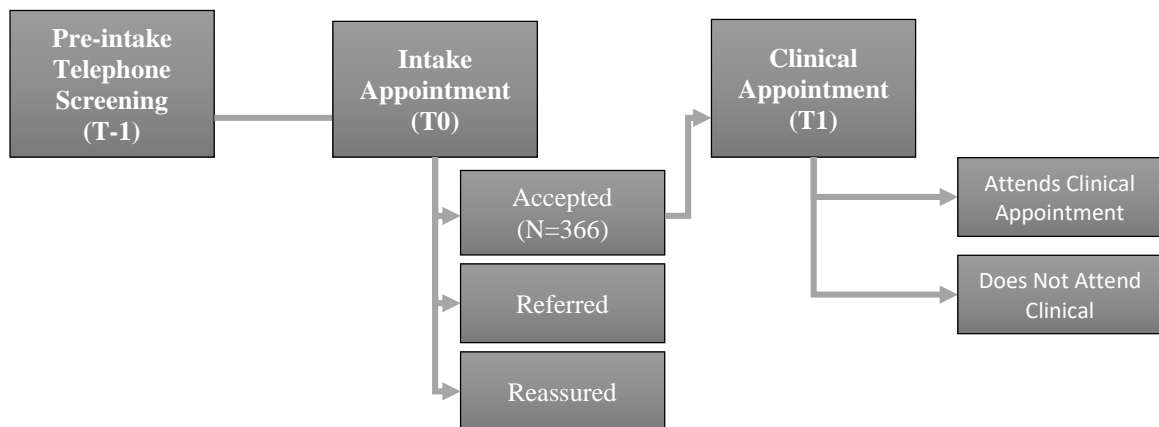 Pre-intake
Telephone
Screening
(T-1)
Intake
Appointment
(T0)
Accepted
(N=366)
Referred
Reassured
Clinical
Appointment
(T1)
Attends Clinical
Appointment
Does Not Attend
Clinical